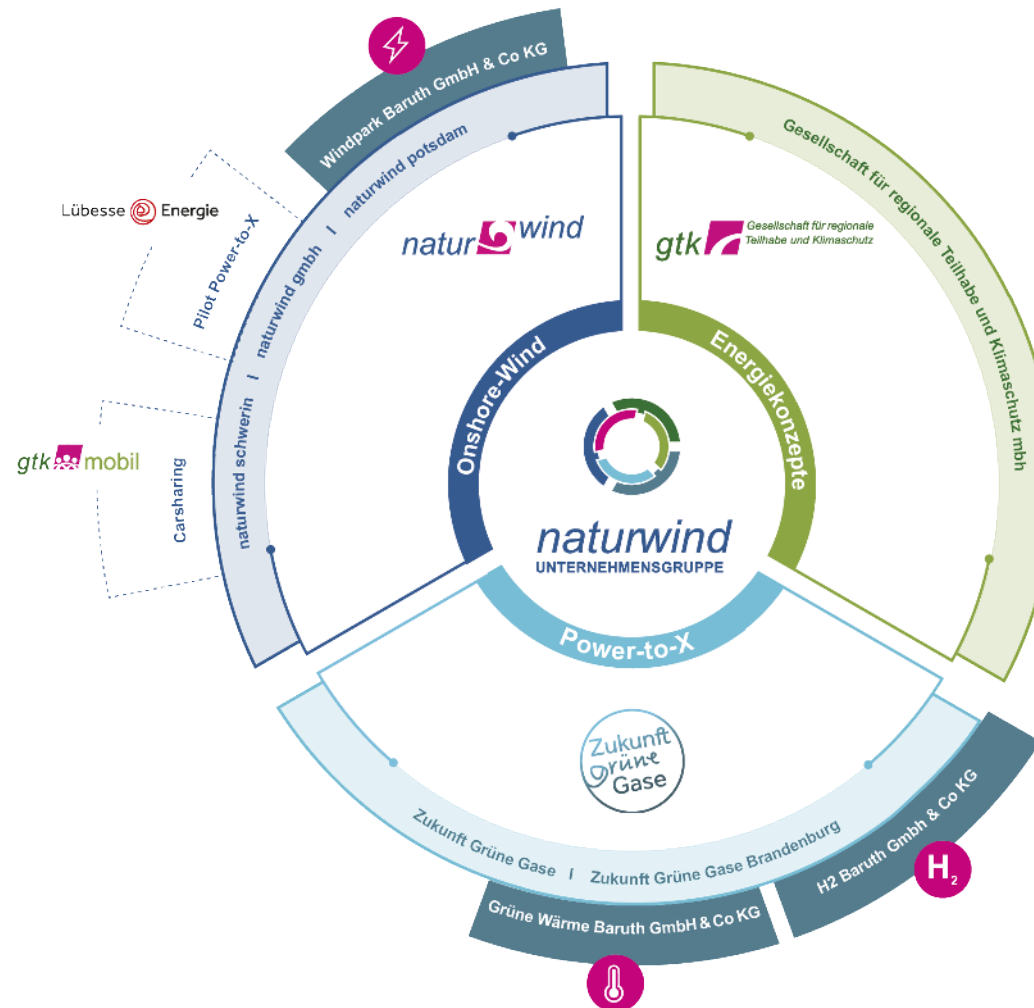 Windpark Baruth GmbH & Co KG
naturwind schwerin I naturwind gmbh I naturwind potsdam
Gesellschaft für regionale Teilhabe und Klimaschutz mbh
Lübesse Energie
Pilot Power-to-X
gtk mobil
Carsharing
natur wind
gtk Gesellschaft für regionale
Teilhabe und Klimaschutz
Onshore-Wind
Energiekonzepte
naturwind
UNTERNEHMENSGRUPPE
Power-to-X
Zukunft
Grüne
Gase
Zukunft Grüne Gase I Zukunft Grüne Gase Brandenburg
H2 Baruth Gmbh & Co KG
H₂
Grüne Wärme Baruth GmbH & Co KG